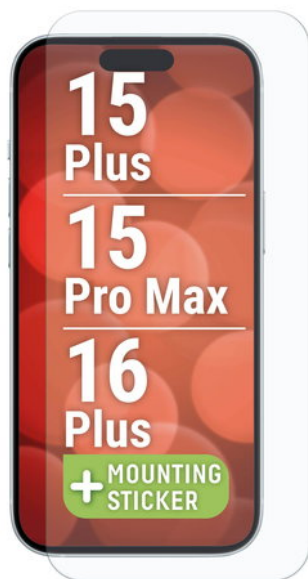 15
Plus
15
Pro Max
16
Plus
+ MOUNTING
STICKER